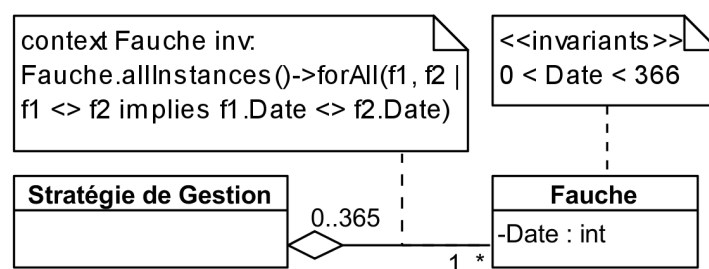 context Fauche inv:
Fauche.allInstances()->forAll(f1, f2 |
f1 <> f2 implies f1.Date <> f2.Date)
<<invariants>>
0 < Date < 366
Stratégie de Gestion
0..365
1 *
Fauche
-Date : int